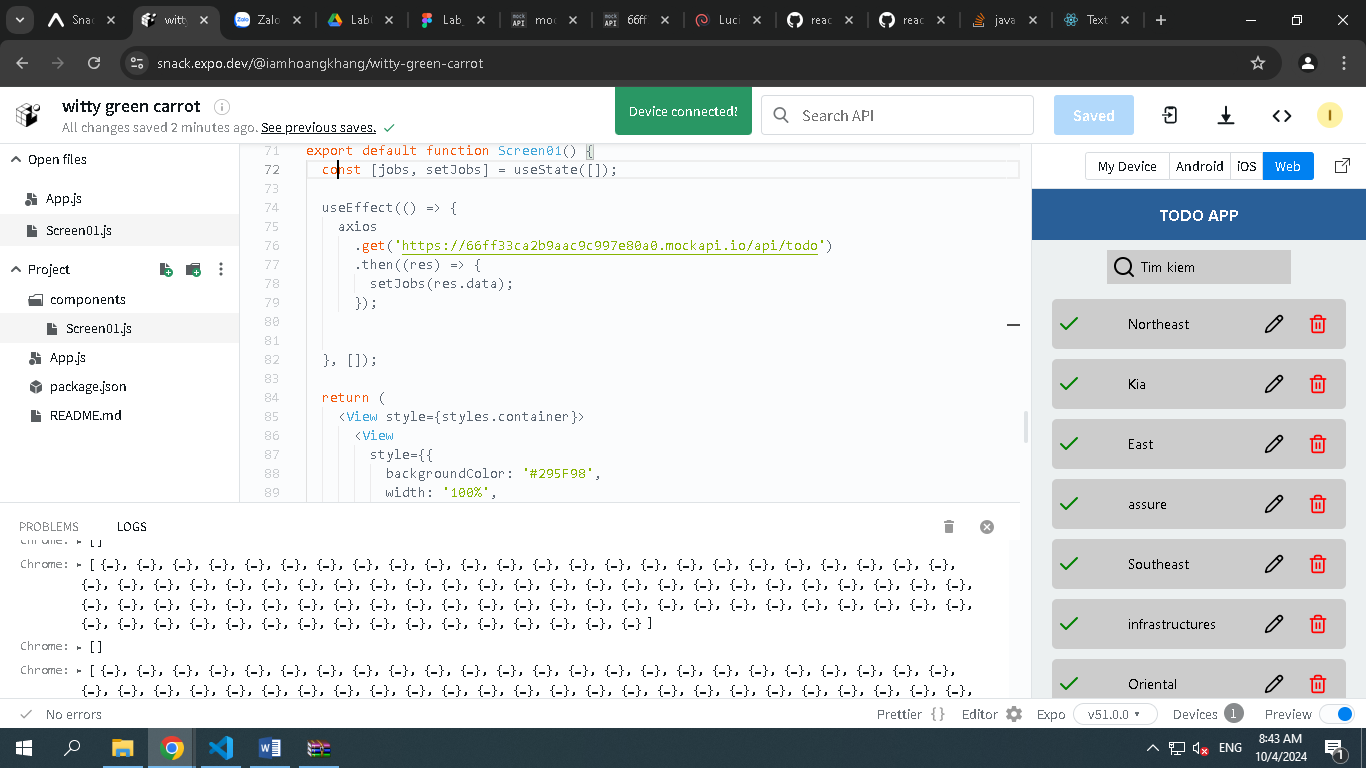 Snac
witty
Zalo
Lab(
Lab_
moc
66ff
Luci
reac
reac
java
Text
snack.expo.dev/@iamhoangkhang/witty-green-carrot
witty green carrot
All changes saved 2 minutes ago. See previous saves.
Device connected!
Search API
Saved
I
Open files
App.js
Screen01.js
Project
components
Screen01.js
App.js
package.json
README.md
71 export default function Screen01() {
72 const [jobs, setJobs] = useState([]);
73
74 useEffect(() => {
75 axios
76 .get('https://66ff33ca2b9aac9c997e80a0.mockapi.io/api/todo')
77 .then((res) => {
78 setJobs(res.data);
79 });
80
81
82 }, []);
83
84 return (
85 <View style={styles.container}>
86 <View
87 style={{
88 backgroundColor: '#295F98',
89 width: '100%',
My Device Android iOS Web
TODO APP
Tim kiem
Northeast
Kia
East
assure
Southeast
infrastructures
Oriental
PROBLEMS LOGS
Chrome: ▸ []
Chrome: ▸ [ {…}, {…}, {…}, {…}, {…}, {…}, {…}, {…}, {…}, {…}, {…}, {…}, {…}, {…}, {…}, {…}, {…}, {…}, {…}, {…}, {…}, {…}, {…}, {…},
{…}, {…}, {…}, {…}, {…}, {…}, {…}, {…}, {…}, {…}, {…}, {…}, {…}, {…}, {…}, {…}, {…}, {…}, {…}, {…}, {…}, {…}, {…}, {…}, {…},
{…}, {…}, {…}, {…}, {…}, {…}, {…}, {…}, {…}, {…}, {…}, {…}, {…}, {…}, {…}, {…}, {…}, {…}, {…}, {…}, {…}, {…}, {…}, {…}, {…},
{…}, {…}, {…}, {…}, {…}, {…}, {…}, {…}, {…}, {…}, {…}, {…}, {…}, {…}, {…}, {…} ]
Chrome: ▸ []
Chrome: ▸ [ {…}, {…}, {…}, {…}, {…}, {…}, {…}, {…}, {…}, {…}, {…}, {…}, {…}, {…}, {…}, {…}, {…}, {…}, {…}, {…}, {…}, {…}, {…}, {…},
{…}, {…}, {…}, {…}, {…}, {…}, {…}, {…}, {…}, {…}, {…}, {…}, {…}, {…}, {…}, {…}, {…}, {…}, {…}, {…}, {…}, {…}, {…}, {…}, {…},
No errors
Prettier {} Editor Expo v51.0.0 Devices 1 Preview
ENG
8:43 AM
10/4/2024
1